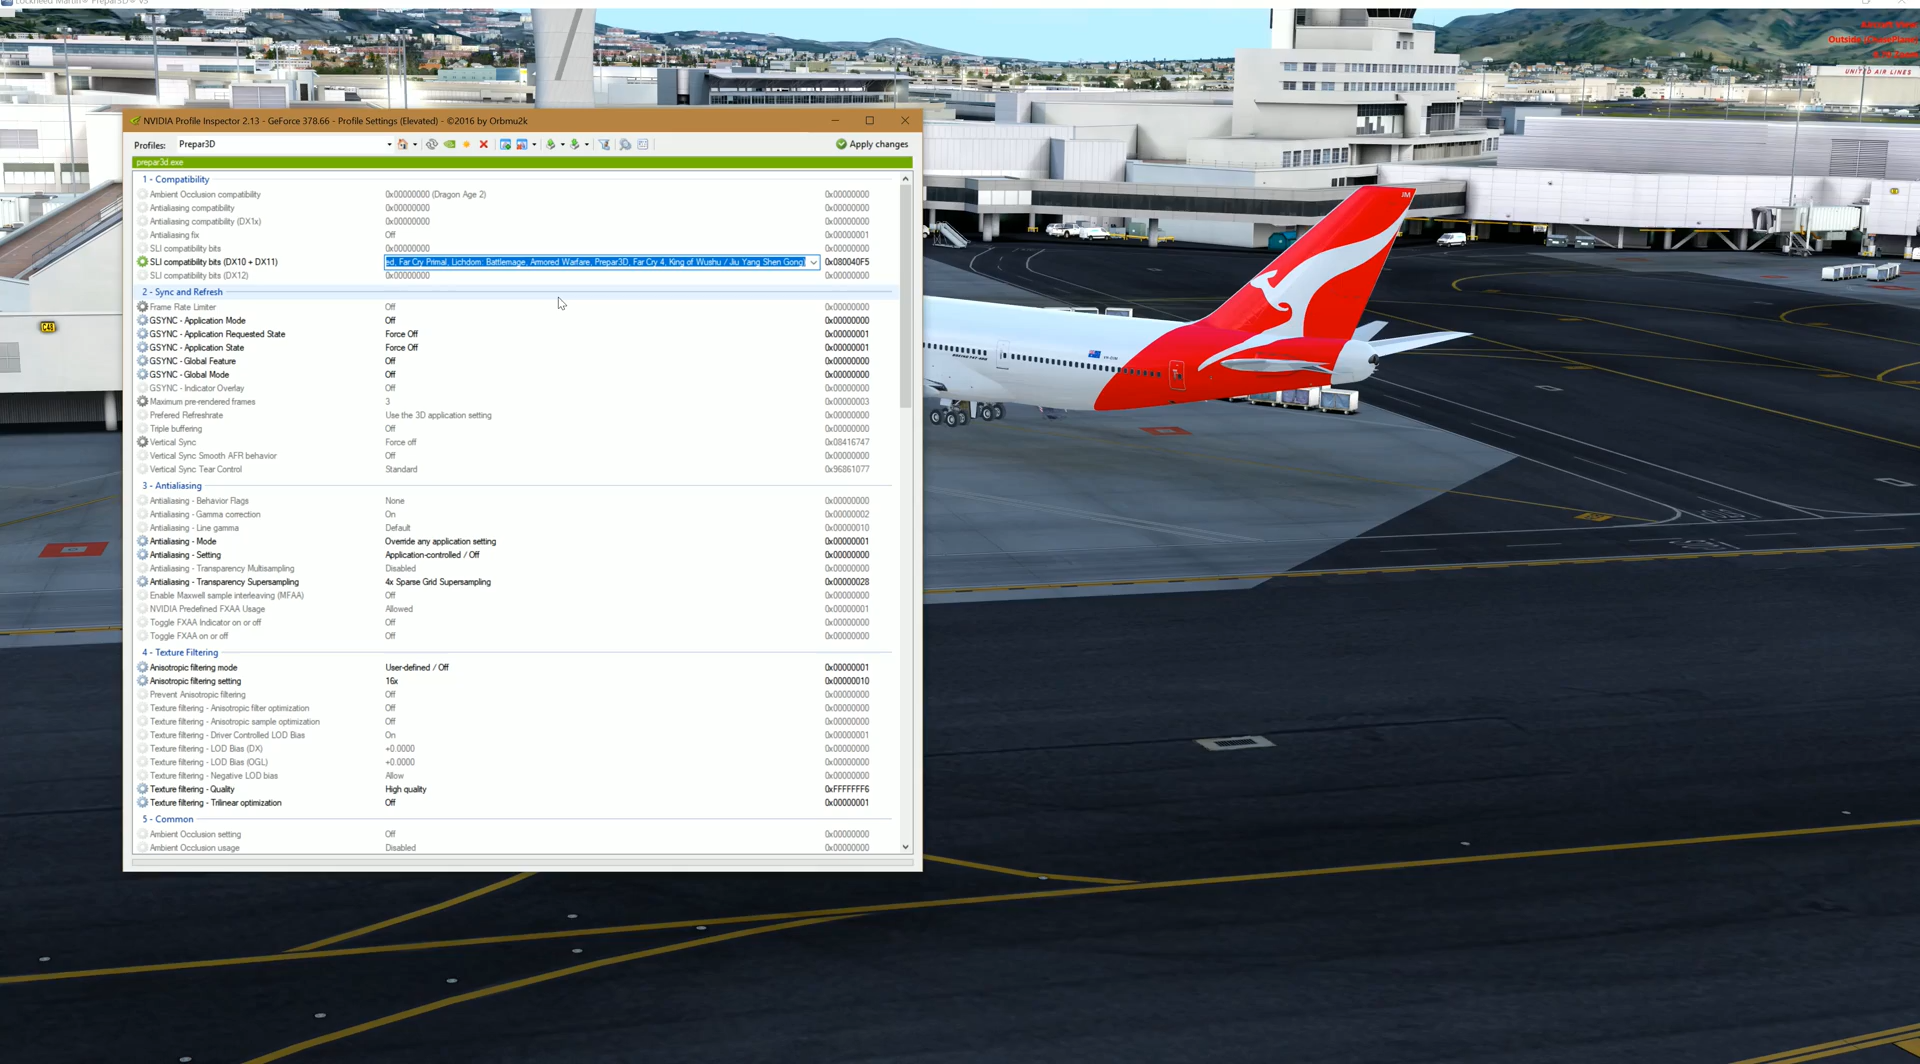 Lockheed Martin® Prepar3D® v3
UNITED AIR LINES
NVIDIA Profile Inspector 2.13 - GeForce 378.66 - Profile Settings (Elevated) - ©2016 by Orbmu2k
Profiles: Prepar3D Apply changes
prepar3d.exe
1 - Compatibility
Ambient Occlusion compatibility 0x00000000 (Dragon Age 2) 0x00000000
Antialiasing compatibility 0x00000000 0x00000000
Antialiasing compatibility (DX1x) 0x00000000 0x00000000
Antialiasing fix Off 0x00000001
SLI compatibility bits 0x00000000 0x00000000
SLI compatibility bits (DX10 + DX11) ed, Far Cry Primal, Lichdom: Battlemage, Armored Warfare, Prepar3D, Far Cry 4, King of Wushu / Jiu Yang Shen Gong) 0x080040F5
SLI compatibility bits (DX12) 0x00000000 0x00000000
2 - Sync and Refresh
Frame Rate Limiter Off 0x00000000
GSYNC - Application Mode Off 0x00000000
GSYNC - Application Requested State Force Off 0x00000001
GSYNC - Application State Force Off 0x00000001
GSYNC - Global Feature Off 0x00000000
GSYNC - Global Mode Off 0x00000000
GSYNC - Indicator Overlay Off 0x00000000
Maximum pre-rendered frames 3 0x00000003
Prefered Refreshrate Use the 3D application setting 0x00000000
Triple buffering Off 0x00000000
Vertical Sync Force off 0x08416747
Vertical Sync Smooth AFR behavior Off 0x00000000
Vertical Sync Tear Control Standard 0x96861077
3 - Antialiasing
Antialiasing - Behavior Flags None 0x00000000
Antialiasing - Gamma correction On 0x00000002
Antialiasing - Line gamma Default 0x00000010
Antialiasing - Mode Override any application setting 0x00000001
Antialiasing - Setting Application-controlled / Off 0x00000000
Antialiasing - Transparency Multisampling Disabled 0x00000000
Antialiasing - Transparency Supersampling 4x Sparse Grid Supersampling 0x00000028
Enable Maxwell sample interleaving (MFAA) Off 0x00000000
NVIDIA Predefined FXAA Usage Allowed 0x00000001
Toggle FXAA Indicator on or off Off 0x00000000
Toggle FXAA on or off Off 0x00000000
4 - Texture Filtering
Anisotropic filtering mode User-defined / Off 0x00000001
Anisotropic filtering setting 16x 0x00000010
Prevent Anisotropic filtering Off 0x00000000
Texture filtering - Anisotropic filter optimization Off 0x00000000
Texture filtering - Anisotropic sample optimization Off 0x00000000
Texture filtering - Driver Controlled LOD Bias On 0x00000001
Texture filtering - LOD Bias (DX) +0.0000 0x00000000
Texture filtering - LOD Bias (OGL) +0.0000 0x00000000
Texture filtering - Negative LOD bias Allow 0x00000000
Texture filtering - Quality High quality 0xFFFFFFF6
Texture filtering - Trilinear optimization Off 0x00000001
5 - Common
Ambient Occlusion setting Off 0x00000000
Ambient Occlusion usage Disabled 0x00000000